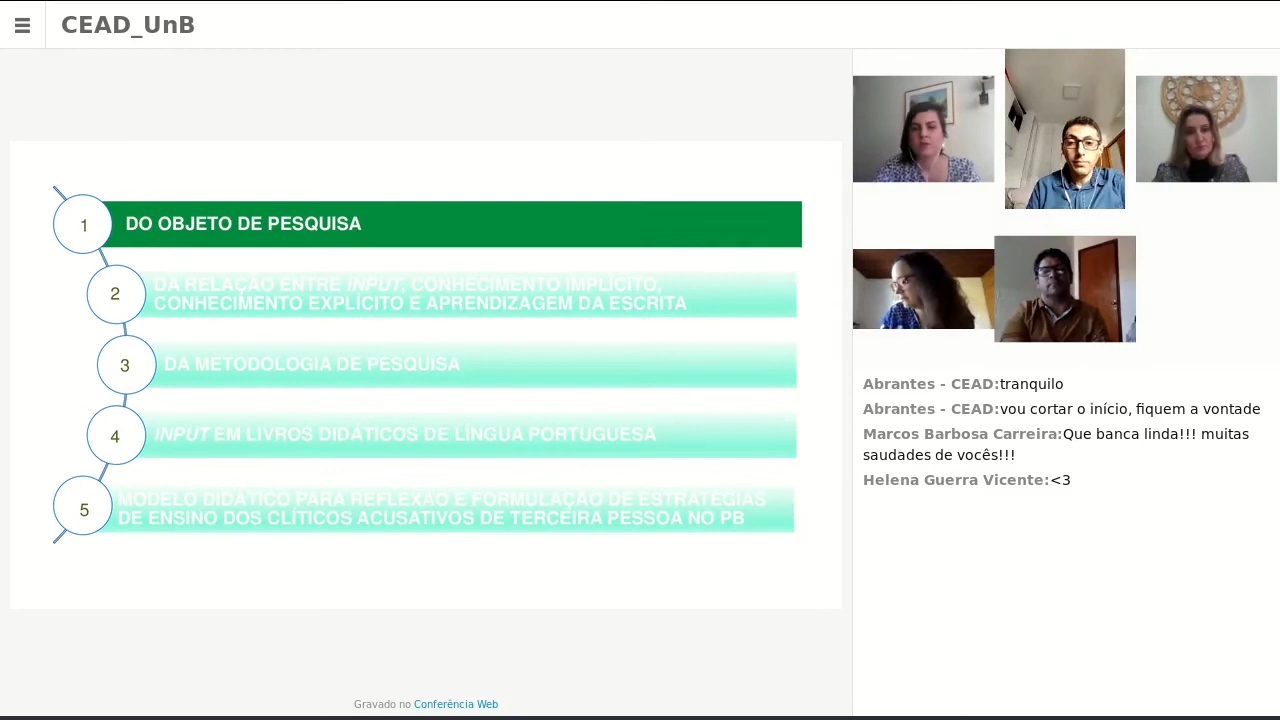 CEAD_UnB
1
DO OBJETO DE PESQUISA
2
DA RELAÇÃO ENTRE INPUT, CONHECIMENTO IMPLÍCITO,
CONHECIMENTO EXPLÍCITO E APRENDIZAGEM DA ESCRITA
3
DA METODOLOGIA DE PESQUISA
4
INPUT EM LIVROS DIDÁTICOS DE LÍNGUA PORTUGUESA
5
MODELO DIDÁTICO PARA REFLEXÃO E FORMULAÇÃO DE ESTRATÉGIAS
DE ENSINO DOS CLÍTICOS ACUSATIVOS DE TERCEIRA PESSOA NO PB
Abrantes - CEAD:tranquilo
Abrantes - CEAD:vou cortar o início, fiquem a vontade
Marcos Barbosa Carreira:Que banca linda!!! muitas
saudades de vocês!!!
Helena Guerra Vicente:<3
Gravado no Conferência Web